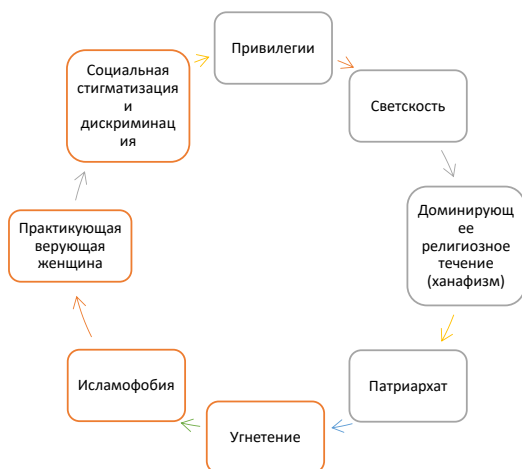 Привилегии
Светскость
Доминирующ
ее
религиозное
течение
(ханафизм)
Патриархат
Угнетение
Исламофобия
Практикующая
верующая
женщина
Социальная
стигматизация
и
дискриминац
ия